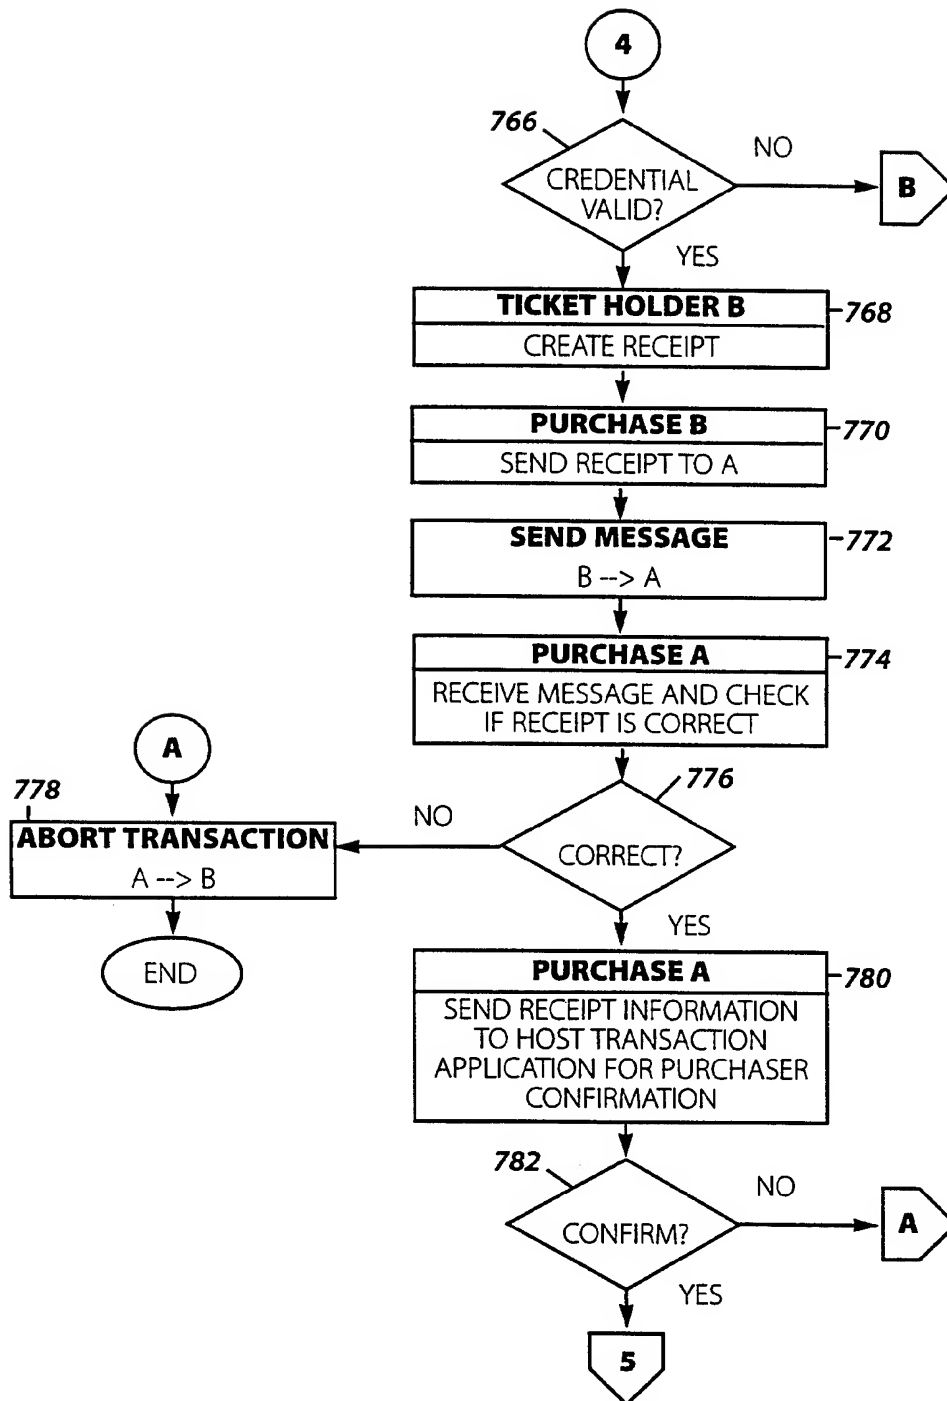 4
766
CREDENTIAL
VALID?
NO
B
YES
TICKET HOLDER B
768
CREATE RECEIPT
PURCHASE B
770
SEND RECEIPT TO A
SEND MESSAGE
772
B --> A
PURCHASE A
774
RECEIVE MESSAGE AND CHECK
IF RECEIPT IS CORRECT
A
778
ABORT TRANSACTION
A --> B
END
776
NO
CORRECT?
YES
PURCHASE A
780
SEND RECEIPT INFORMATION
TO HOST TRANSACTION
APPLICATION FOR PURCHASER
CONFIRMATION
782
CONFIRM?
NO
A
YES
5